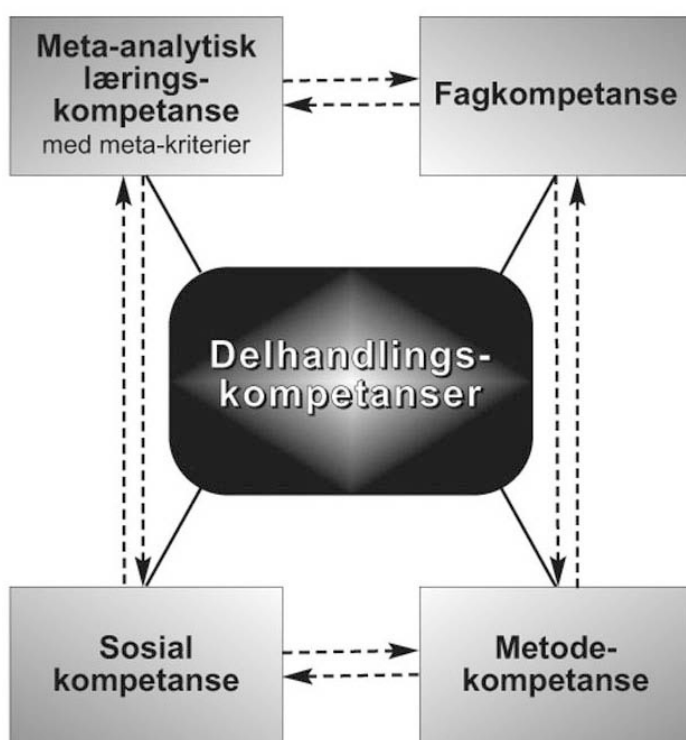 Meta-analytisk
lærings-
kompetanse
med meta-kriterier
Fagkompetanse
Delhandlings-
kompetanser
Sosial
kompetanse
Metode-
kompetanse